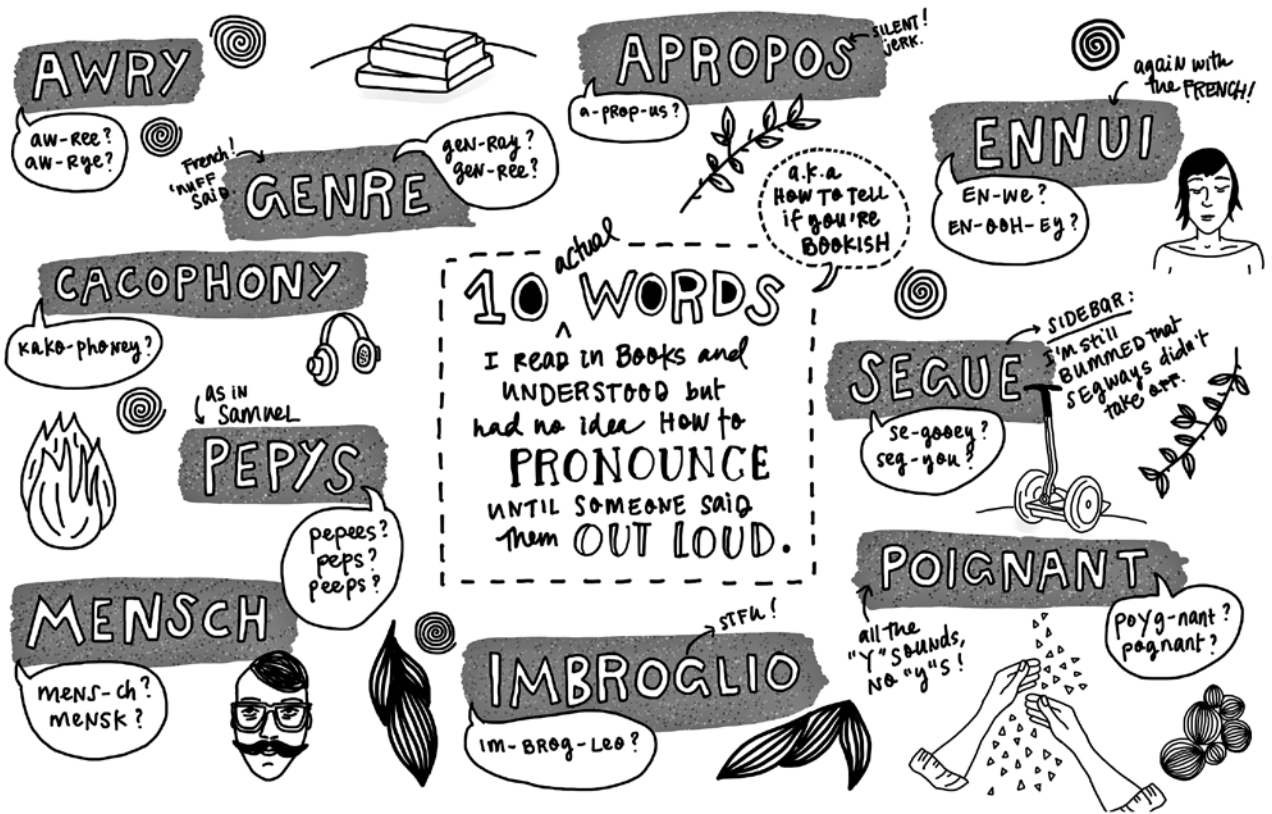 AWRY
aw-Ree?
aw-Rye?
French!
'nuff
said.
GENRE
gen-Ray?
gen-Ree?
APROPOS
SILENT!
JERK.
a-PROP-us?
again with
the FRENCH!
ENNUI
EN-We?
EN-OOH-EY?
CACOPHONY
Kako-PhoNey?
as in
Samuel
PEPYS
pepees?
peps?
peeps?
10 actual WORDS
I READ in BOOKS and
UNDERSTOOD but
had no idea HOW to
PRONOUNCE
UNTIL SOMEONE SAID
them OUT LOUD.
a.k.a
HOW TO TELL
if you're
BOOKISH
SEGUE
SIDEBAR:
I'm still
BUMMED that
SEGWAYS didn't
take OFF.
se-gooey?
seg-you?
MENSCH
mens-ch?
MENSK?
STFU!
IMBROGLIO
IM-BROG-LEO?
POIGNANT
all the
"Y" SOUNDS,
NO "y"S!
poyg-nant?
pognant?